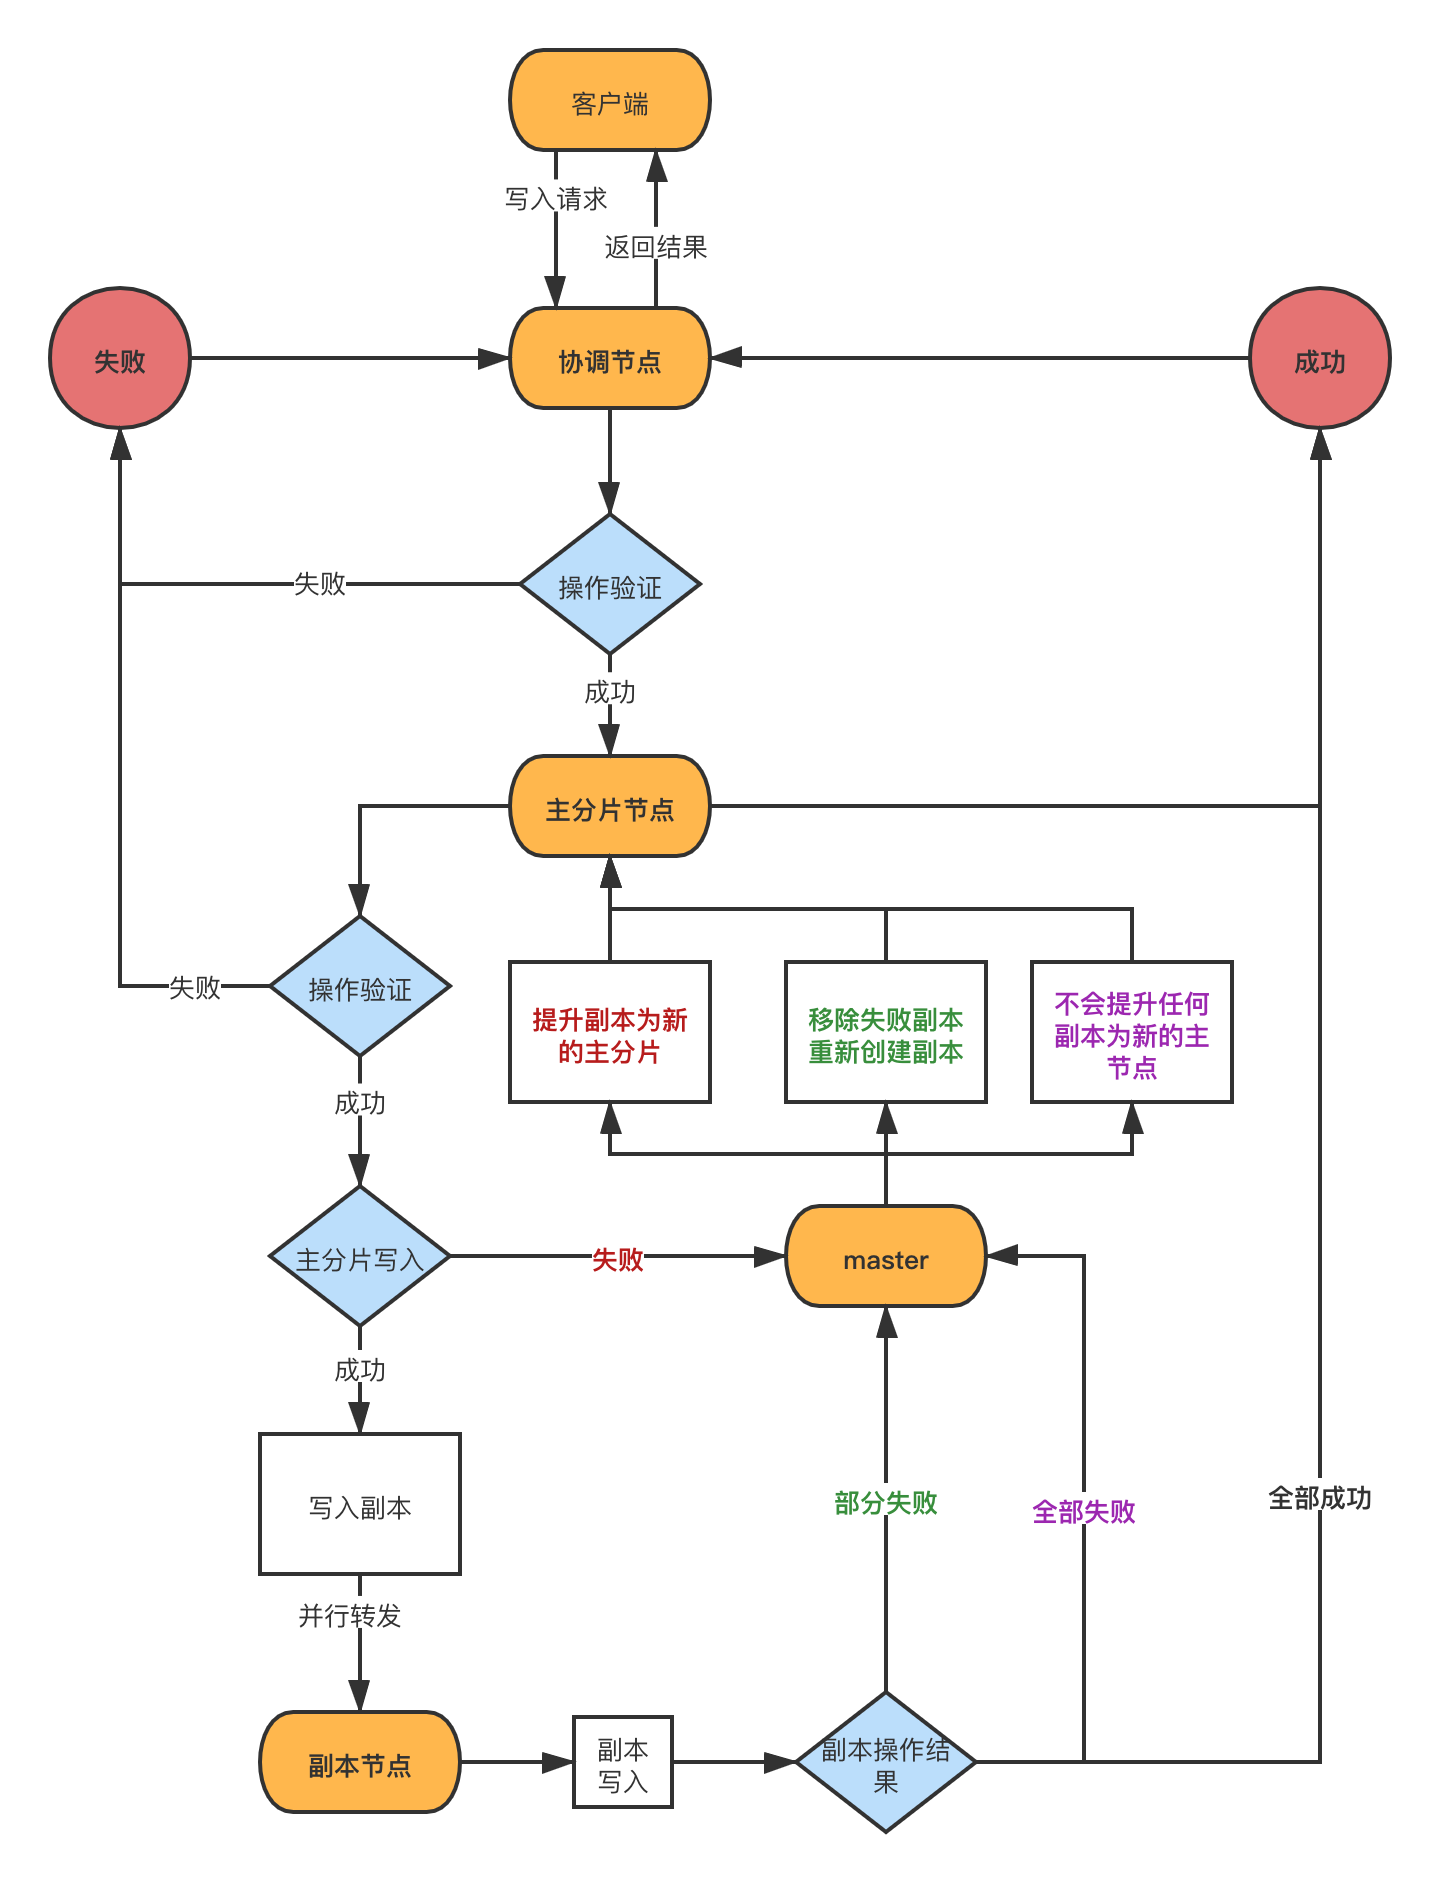 客户端
写入请求
返回结果
失败
协调节点
成功
失败
操作验证
成功
主分片节点
失败
操作验证
提升副本为新
的主分片
移除失败副本
重新创建副本
不会提升任何
副本为新的主
节点
成功
主分片写入
失败
master
成功
写入副本
部分失败
全部失败
全部成功
并行转发
副本节点
副本
写入
副本操作结
果